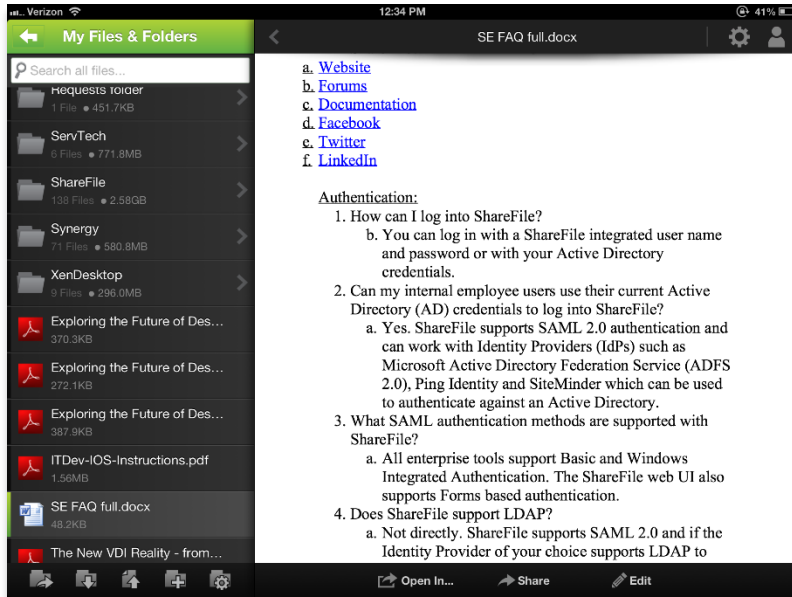 Verizon 12:34 PM 41%
My Files & Folders
Search all files...
Requests folder
1 File ● 451.7KB
ServTech
6 Files ● 771.8MB
ShareFile
138 Files ● 2.58GB
Synergy
71 Files ● 580.8MB
XenDesktop
9 Files ● 296.0MB
Exploring the Future of Des...
370.3KB
Exploring the Future of Des...
272.1KB
Exploring the Future of Des...
387.9KB
ITDev-IOS-Instructions.pdf
1.56MB
SE FAQ full.docx
48.2KB
The New VDI Reality - from...
SE FAQ full.docx
a. Website
b. Forums
c. Documentation
d. Facebook
e. Twitter
f. LinkedIn
Authentication:
1. How can I log into ShareFile?
b. You can log in with a ShareFile integrated user name
and password or with your Active Directory
credentials.
2. Can my internal employee users use their current Active
Directory (AD) credentials to log into ShareFile?
a. Yes. ShareFile supports SAML 2.0 authentication and
can work with Identity Providers (IdPs) such as
Microsoft Active Directory Federation Service (ADFS
2.0), Ping Identity and SiteMinder which can be used
to authenticate against an Active Directory.
3. What SAML authentication methods are supported with
ShareFile?
a. All enterprise tools support Basic and Windows
Integrated Authentication. The ShareFile web UI also
supports Forms based authentication.
4. Does ShareFile support LDAP?
a. Not directly. ShareFile supports SAML 2.0 and if the
Identity Provider of your choice supports LDAP to
Open In... Share Edit